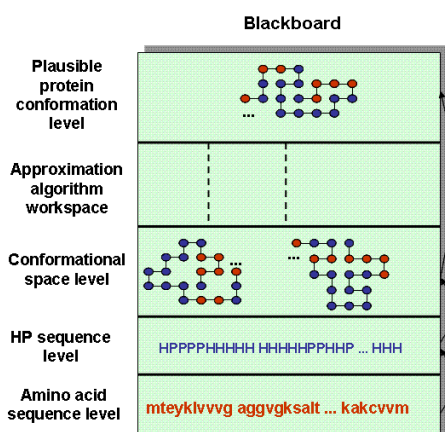 Blackboard
Plausible
protein
conformation
level
...
Approximation
algorithm
workspace
Conformational
space level
...
...
HP sequence
level
HPPPPHHHHH HHHHHPPHHP ... HHH
Amino acid
sequence level
mteyklvvvg aggvgksalt ... kakcvvm